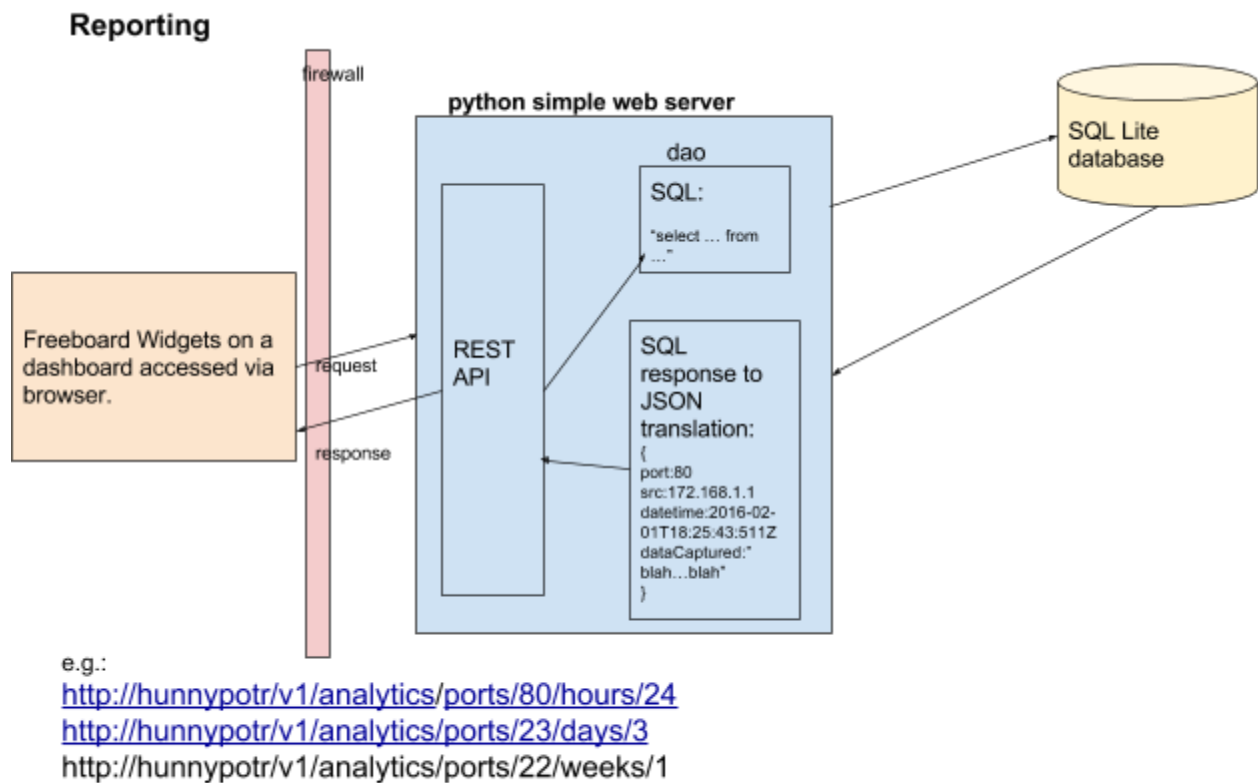 Reporting
firewall
python simple web server
dao
SQL:
“select … from
…”
SQL Lite
database
Freeboard Widgets on a
dashboard accessed via
browser.
request
response
REST
API
SQL
response to
JSON
translation:
{
port:80
src:172.168.1.1
datetime:2016-02-
01T18:25:43:511Z
dataCaptured:”
blah…blah”
}
e.g.:
http://hunnypotr/v1/analytics/ports/80/hours/24
http://hunnypotr/v1/analytics/ports/23/days/3
http://hunnypotr/v1/analytics/ports/22/weeks/1